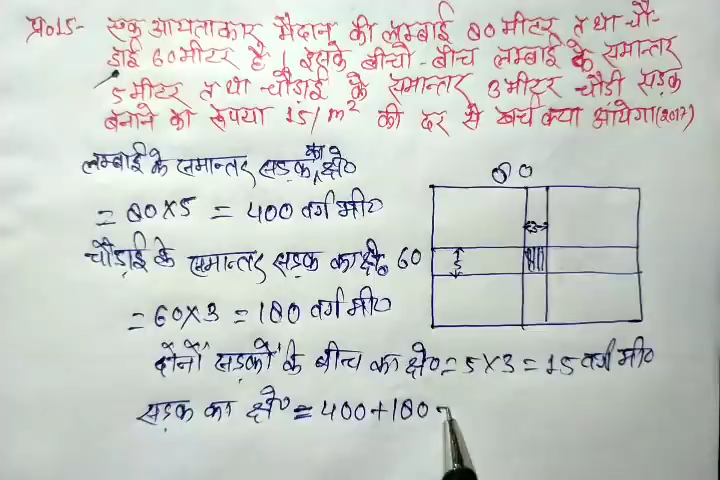 प्र०15- एक आयताकार मैदान की लम्बाई 80 मीटर तथा चौ-
ड़ाई 60 मीटर है। इसके बीचो-बीच लम्बाई के समान्तर
5 मीटर तथा चौड़ाई के समान्तर 3 मीटर चौड़ी सड़क
बनाने का रूपया 15/m² की दर से खर्च क्या आयेगा(2017)
लम्बाई के समान्तर सड़क का क्षे०
= 80×5 = 400 वर्ग मी०
चौड़ाई के समान्तर सड़क का क्षे०
= 60×3 = 180 वर्ग मी०
80
3
60
5
दोनों सड़कों के बीच का क्षे० = 5×3 = 15 वर्ग मी०
सड़क का क्षे० = 400+180-